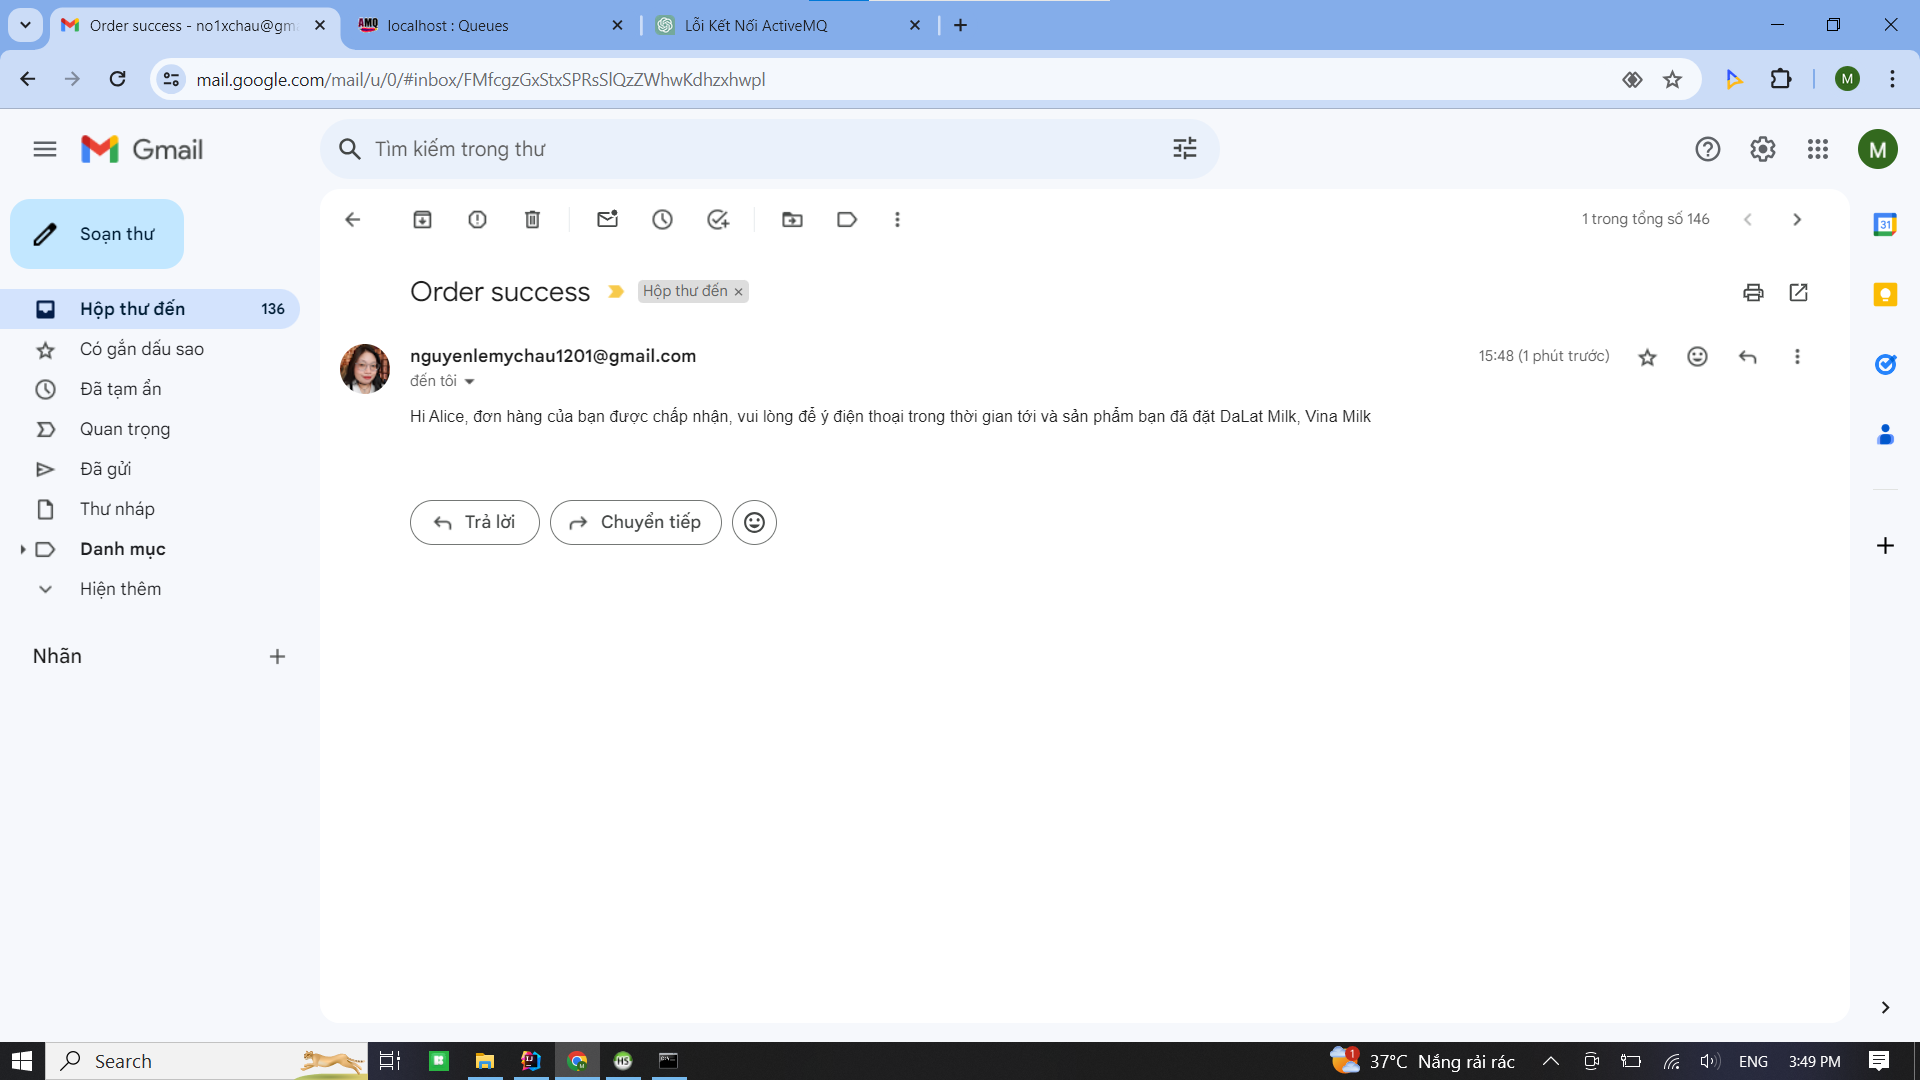 Order success - no1xchau@gm
localhost : Queues
Lỗi Kết Nối ActiveMQ
mail.google.com/mail/u/0/#inbox/FMfcgzGxStxSPRsSlQzZWhwKdhzxhwpl
M
Gmail
Tìm kiếm trong thư
M
Soạn thư
1 trong tổng số 146
Hộp thư đến 136
Có gắn dấu sao
Đã tạm ẩn
Quan trọng
Đã gửi
Thư nháp
Danh mục
Hiện thêm
Nhãn
Order success
Hộp thư đến
nguyenlemychau1201@gmail.com
15:48 (1 phút trước)
đến tôi
Hi Alice, đơn hàng của bạn được chấp nhận, vui lòng để ý điện thoại trong thời gian tới và sản phẩm bạn đã đặt DaLat Milk, Vina Milk
Trả lời
Chuyển tiếp
31
Search
1
37°C Nắng rải rác
ENG
3:49 PM